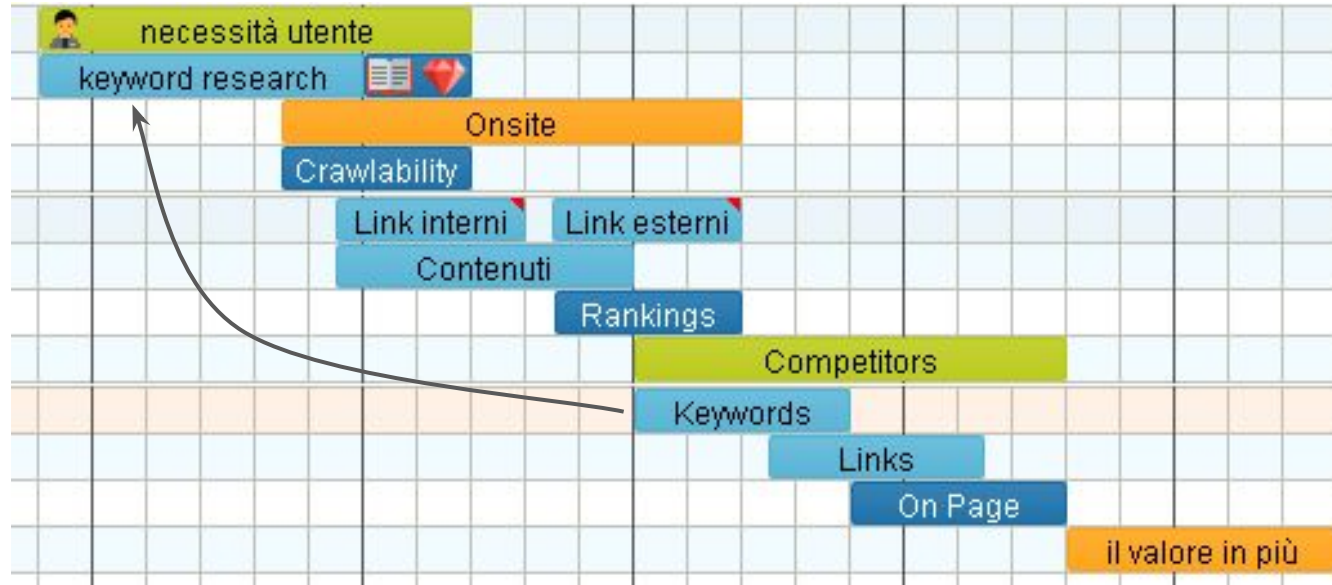 necessità utente
keyword research
Onsite
Crawlability
Link interni
Link esterni
Contenuti
Rankings
Competitors
Keywords
Links
On Page
il valore in più